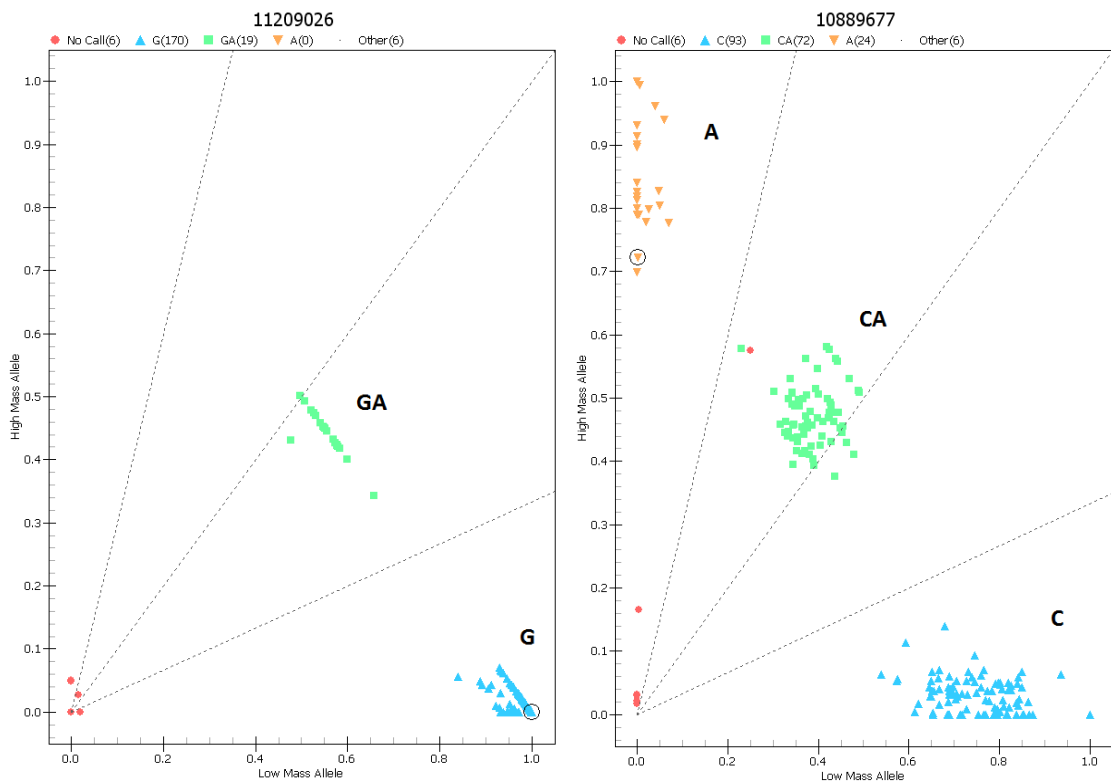 11209026
No Call(6) G(170) GA(19) A(0) Other(6)
1.0
0.9
0.8
0.7
0.6
0.5
0.4
0.3
0.2
0.1
0.0
High Mass Allele
GA
G
0.0 0.2 0.4 0.6 0.8 1.0
Low Mass Allele
10889677
No Call(6) C(93) CA(72) A(24) Other(6)
1.0
0.9
0.8
0.7
0.6
0.5
0.4
0.3
0.2
0.1
0.0
High Mass Allele
A
CA
C
0.0 0.2 0.4 0.6 0.8 1.0
Low Mass Allele